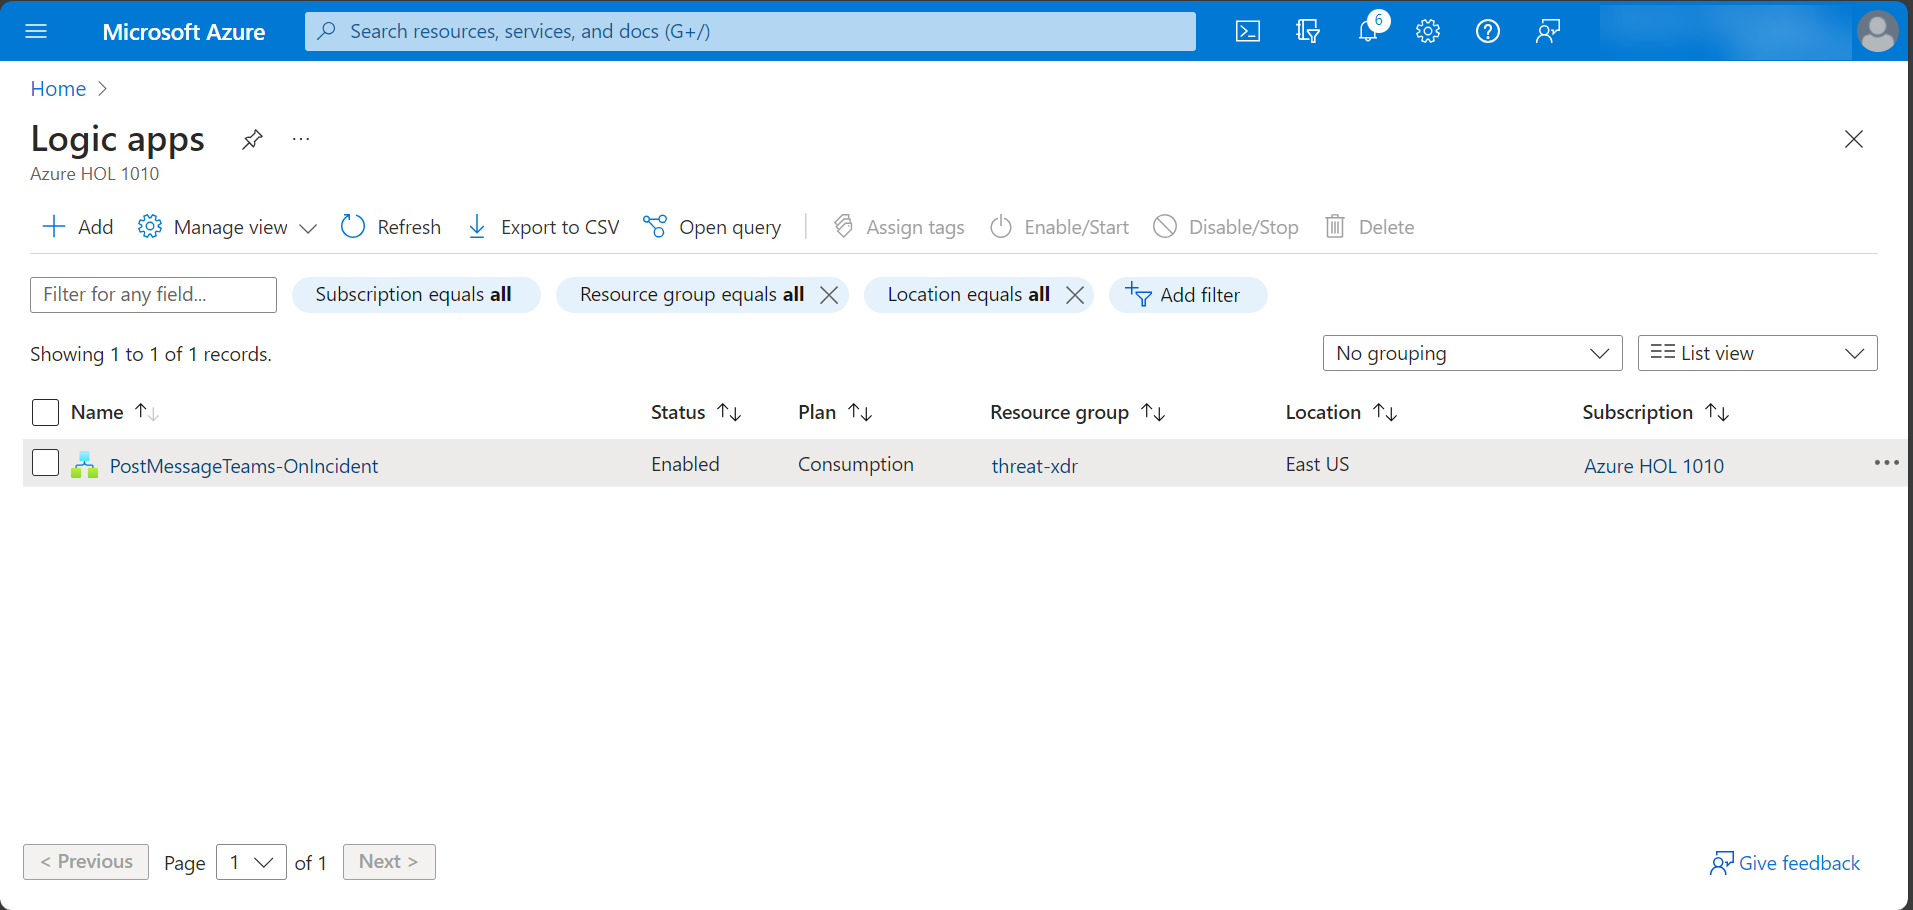 Microsoft Azure Search resources, services, and docs (G+/) 6
Home >
Logic apps ...
Azure HOL 1010
Add Manage view Refresh Export to CSV Open query Assign tags Enable/Start Disable/Stop Delete
Filter for any field... Subscription equals all Resource group equals all Location equals all Add filter
Showing 1 to 1 of 1 records. No grouping List view
Name Status Plan Resource group Location Subscription
PostMessageTeams-OnIncident Enabled Consumption threat-xdr East US Azure HOL 1010 ...
< Previous Page 1 of 1 Next > Give feedback